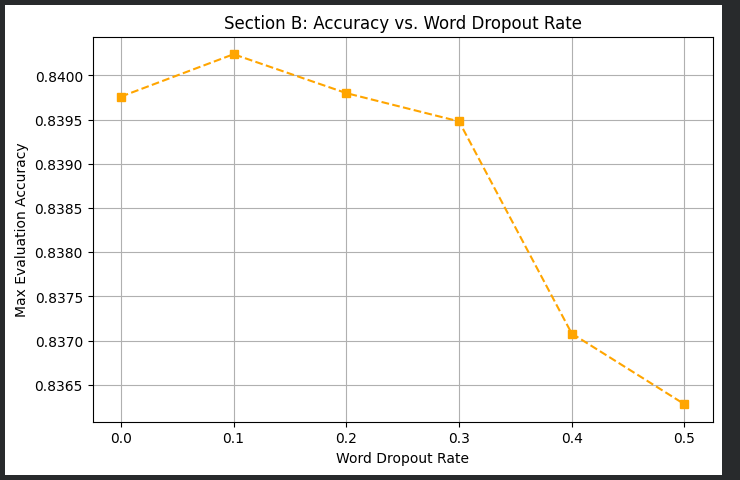 Section B: Accuracy vs. Word Dropout Rate
Max Evaluation Accuracy
0.8400
0.8395
0.8390
0.8385
0.8380
0.8375
0.8370
0.8365
0.0 0.1 0.2 0.3 0.4 0.5
Word Dropout Rate